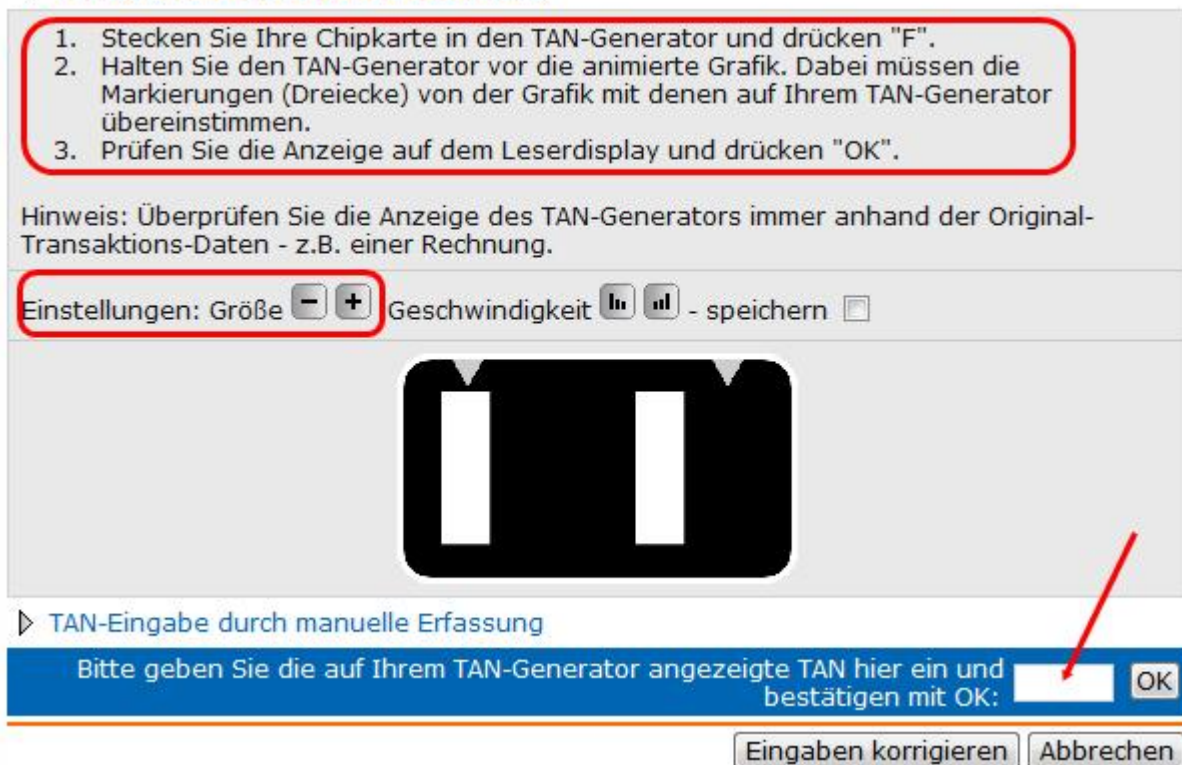 1. Stecken Sie Ihre Chipkarte in den TAN-Generator und drücken "F".
2. Halten Sie den TAN-Generator vor die animierte Grafik. Dabei müssen die
Markierungen (Dreiecke) von der Grafik mit denen auf Ihrem TAN-Generator
übereinstimmen.
3. Prüfen Sie die Anzeige auf dem Leserdisplay und drücken "OK".
Hinweis: Überprüfen Sie die Anzeige des TAN-Generators immer anhand der Original-
Transaktions-Daten - z.B. einer Rechnung.
Einstellungen: Größe - + Geschwindigkeit - speichern
TAN-Eingabe durch manuelle Erfassung
Bitte geben Sie die auf Ihrem TAN-Generator angezeigte TAN hier ein und
bestätigen mit OK: OK
Eingaben korrigieren Abbrechen